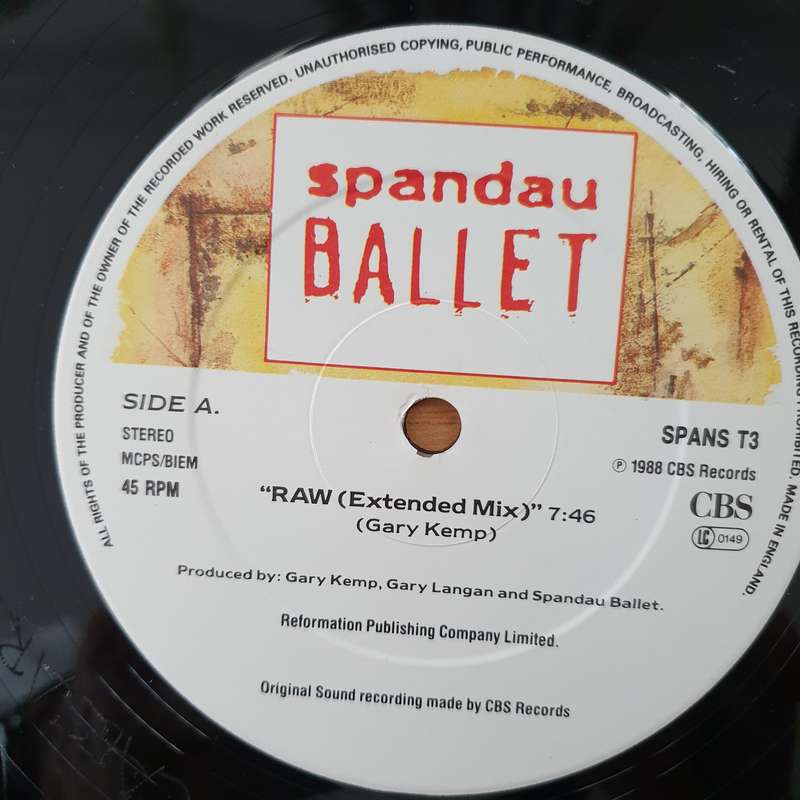 ALL RIGHTS OF THE PRODUCER AND OF THE OWNER OF THE RECORDED WORK RESERVED. UNAUTHORISED COPYING, PUBLIC PERFORMANCE, BROADCASTING, HIRING OR RENTAL OF THIS RECORDING PROHIBITED. MADE IN ENGLAND.
spandau
BALLET
SIDE A.
STEREO
MCPS/BIEM
45 RPM
SPANS T3
℗ 1988 CBS Records
CBS
LC 0149
“RAW (Extended Mix)” 7:46
(Gary Kemp)
Produced by: Gary Kemp, Gary Langan and Spandau Ballet.
Reformation Publishing Company Limited.
Original Sound recording made by CBS Records